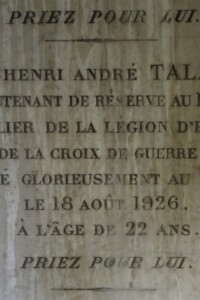 PRIEZ POUR LUI.
HENRI ANDRÉ TAL
TENANT DE RÉSERVE AU
LIER DE LA LÉGION D'
DE LA CROIX DE GUERRE
É GLORIEUSEMENT AU
LE 18 AOUT 1926.
À L'ÂGE DE 22 ANS.
PRIEZ POUR LUI.